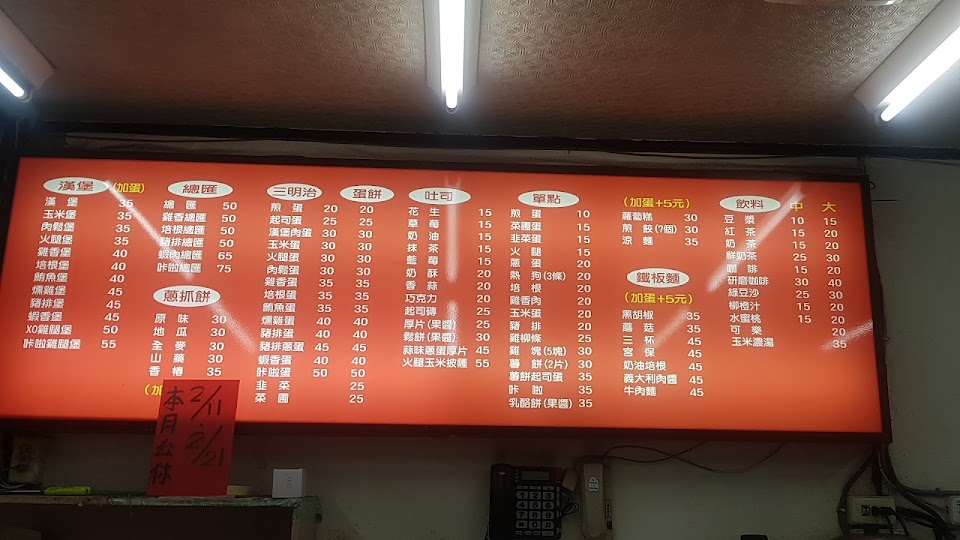 漢堡 (加蛋)
漢堡 35
玉米堡 35
肉鬆堡 35
火腿堡 35
雞香堡 40
培根堡 40
鮪魚堡 40
燻雞堡 45
豬排堡 45
蝦香堡 45
XO雞腿堡 50
咔啦雞腿堡 55
總匯
總匯 50
雞香總匯 50
培根總匯 50
豬排總匯 50
蝦肉總匯 65
咔啦總匯 75
蔥抓餅
原味 30
地瓜 30
全麥 30
山藥 30
香椿 35
(加
三明治 蛋餅
煎蛋 20 20
起司蛋 25 25
漢堡肉蛋 30 30
玉米蛋 30 30
火腿蛋 30 30
肉鬆蛋 30 30
雞香蛋 35 35
培根蛋 35 35
鮪魚蛋 35 35
燻雞蛋 40 40
豬排蛋 40 40
豬排蔥蛋 45 45
蝦香蛋 40 40
咔啦蛋 50 50
韭菜 25
菜圃 25
吐司
花生 15
草莓 15
奶油 15
抹茶 15
藍莓 15
奶酥 20
香蒜 20
巧克力 20
起司磚 25
厚片(果醬) 25
鬆餅(果醬) 30
蒜味蔥蛋厚片 45
火腿玉米披薩 55
單點
煎蛋 10
菜圃蛋 15
韭菜蛋 15
火腿 15
蔥蛋 20
熱狗(3條) 20
培根 20
雞香肉 20
玉米蛋 20
豬排 20
雞柳條 25
雞塊(5塊) 30
薯餅(2片) 30
薯餅起司蛋 35
咔啦 35
乳酪餅(果醬) 35
(加蛋+5元)
蘿蔔糕 30
煎餃(7個) 30
涼麵 35
鐵板麵
(加蛋+5元)
黑胡椒 35
蘑菇 35
三杯 45
宮保 45
奶油培根 45
義大利肉醬 45
牛肉麵 45
飲料 中 大
豆漿 10 15
紅茶 15 20
奶茶 15 20
鮮奶茶 25 30
咖啡 15 20
研磨咖啡 30 40
綠豆沙 25 30
柳橙汁 15 20
水蜜桃 15 20
可樂 20
玉米濃湯 35
本月公休
2/11、2/21